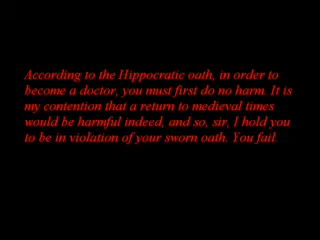 According to the Hippocratic oath, in order to
become a doctor, you must first do no harm. It is
my contention that a return to medieval times
would be harmful indeed, and so, sir, I hold you
to be in violation of your sworn oath. You fail.